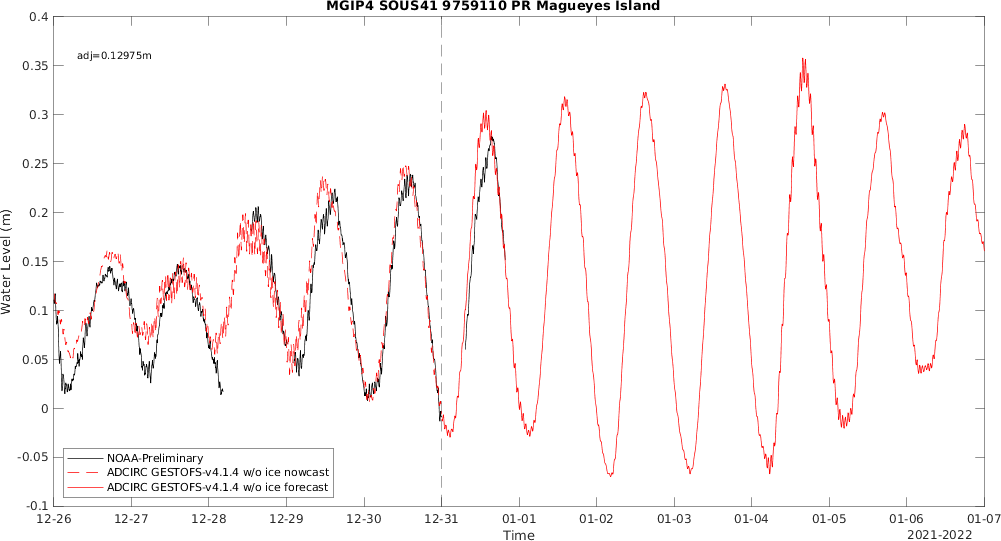 MGIP4 SOUS41 9759110 PR Magueyes Island
adj=0.12975m
Water Level (m)
0.4
0.35
0.3
0.25
0.2
0.15
0.1
0.05
0
-0.05
-0.1
NOAA-Preliminary
ADCIRC GESTOFS-v4.1.4 w/o ice nowcast
ADCIRC GESTOFS-v4.1.4 w/o ice forecast
12-26 12-27 12-28 12-29 12-30 12-31 01-01 01-02 01-03 01-04 01-05 01-06 01-07
Time
2021-2022